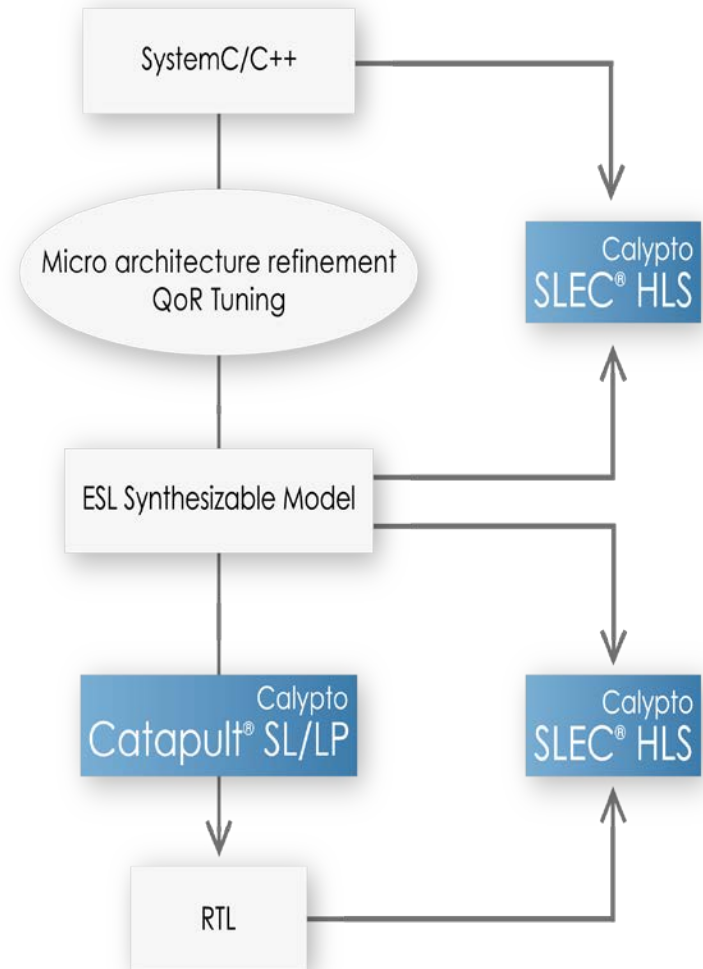 SystemC/C++
Micro architecture refinement
QoR Tuning
Calypto
SLEC® HLS
ESL Synthesizable Model
Calypto
Catapult® SL/LP
Calypto
SLEC® HLS
RTL